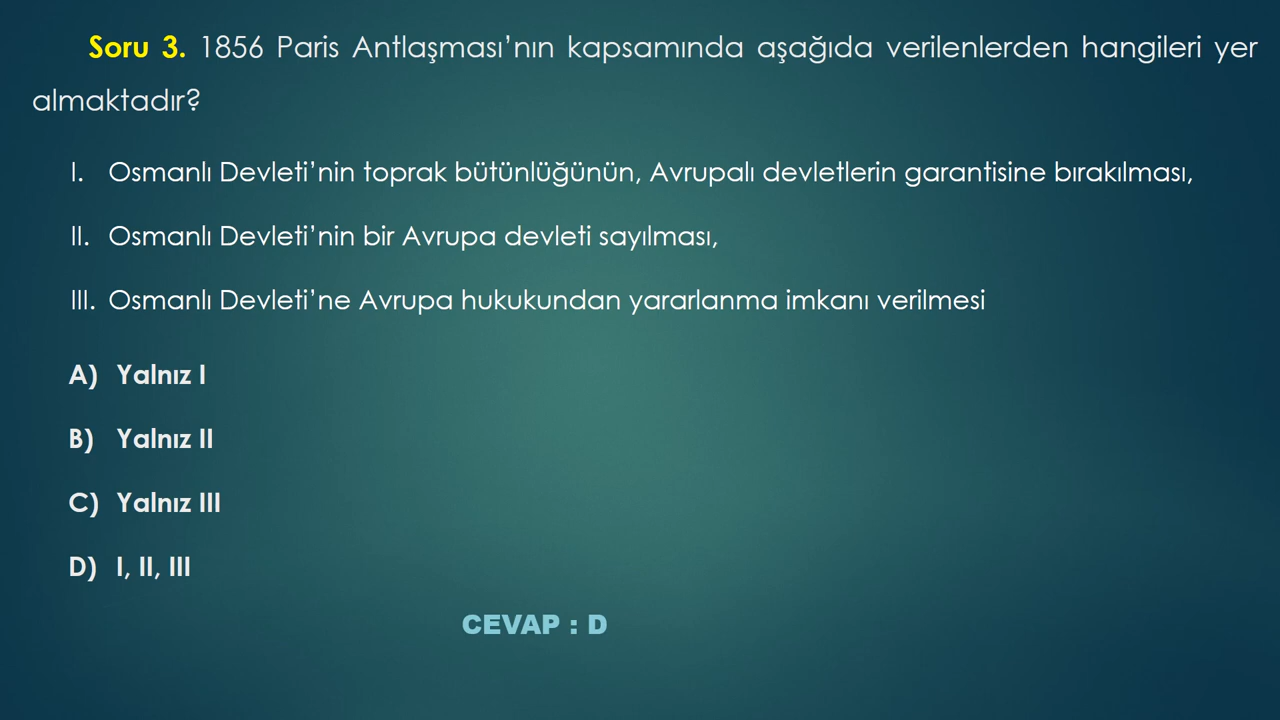 Soru 3. 1856 Paris Antlaşması’nın kapsamında aşağıda verilenlerden hangileri yer
almaktadır?
I. Osmanlı Devleti’nin toprak bütünlüğünün, Avrupalı devletlerin garantisine bırakılması,
II. Osmanlı Devleti’nin bir Avrupa devleti sayılması,
III. Osmanlı Devleti’ne Avrupa hukukundan yararlanma imkanı verilmesi
A) Yalnız I
B) Yalnız II
C) Yalnız III
D) I, II, III
CEVAP : D